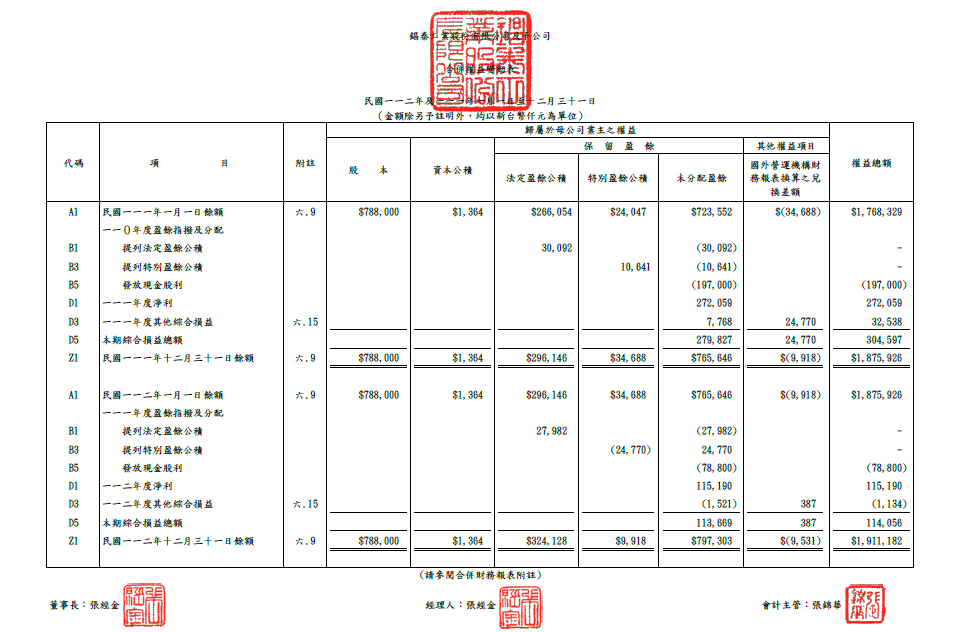 錩泰工業股份有限公司及子公司
合併權益變動表
民國一一二年及一一一年一月一日至十二月三十一日
(金額除另予註明外，均以新台幣仟元為單位)
歸屬於母公司業主之權益
保 留 盈 餘 其他權益項目
代碼 項 目 附註 股 本 資本公積 法定盈餘公積 特別盈餘公積 未分配盈餘 國外營運機構財務報表換算之兌換差額 權益總額
A1 民國一一一年一月一日餘額 六.9 $788,000 $1,364 $266,054 $24,047 $723,552 $(34,688) $1,768,329
一一0年度盈餘指撥及分配
B1 提列法定盈餘公積 30,092 (30,092) -
B3 提列特別盈餘公積 10,641 (10,641) -
B5 發放現金股利 (197,000) (197,000)
D1 一一一年度淨利 272,059 272,059
D3 一一一年度其他綜合損益 六.15 7,768 24,770 32,538
D5 本期綜合損益總額 279,827 24,770 304,597
Z1 民國一一一年十二月三十一日餘額 六.9 $788,000 $1,364 $296,146 $34,688 $765,646 $(9,918) $1,875,926
A1 民國一一二年一月一日餘額 六.9 $788,000 $1,364 $296,146 $34,688 $765,646 $(9,918) $1,875,926
一一一年度盈餘指撥及分配
B1 提列法定盈餘公積 27,982 (27,982) -
B3 提列特別盈餘公積 (24,770) 24,770 -
B5 發放現金股利 (78,800) (78,800)
D1 一一二年度淨利 115,190 115,190
D3 一一二年度其他綜合損益 六.15 (1,521) 387 (1,134)
D5 本期綜合損益總額 113,669 387 114,056
Z1 民國一一二年十二月三十一日餘額 六.9 $788,000 $1,364 $324,128 $9,918 $797,303 $(9,531) $1,911,182
(請參閱合併財務報表附註)
董事長：張經金 經理人：張經金 會計主管：張錦華